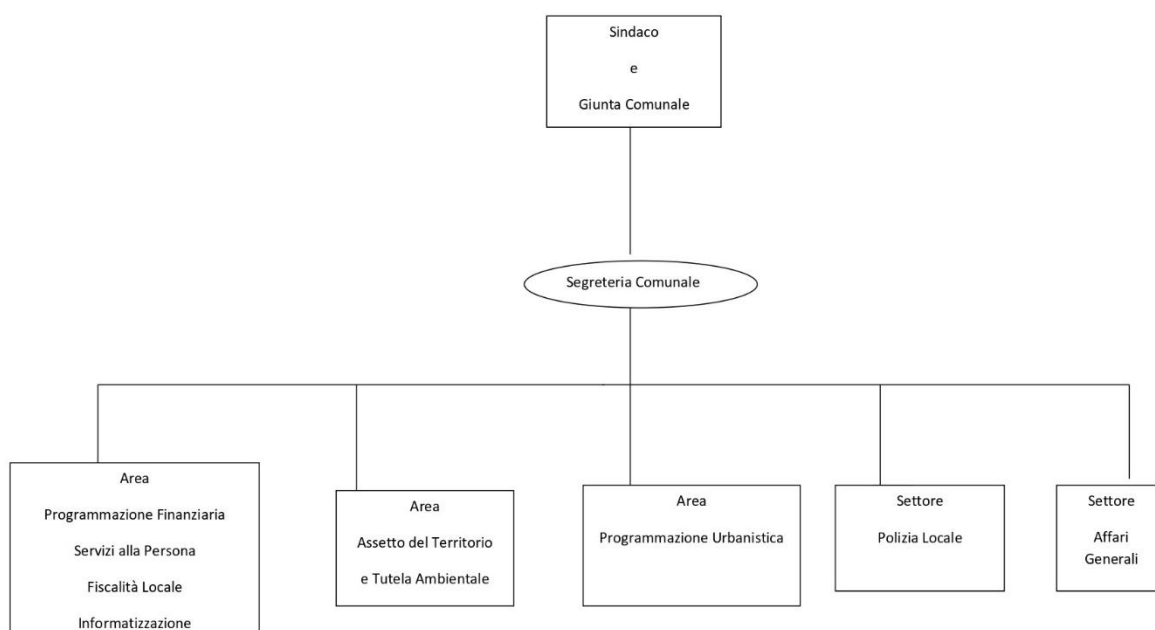 Sindaco
e
Giunta Comunale
Segreteria Comunale
Area
Programmazione Finanziaria
Servizi alla Persona
Fiscalità Locale
Informatizzazione
Area
Assetto del Territorio
e Tutela Ambientale
Area
Programmazione Urbanistica
Settore
Polizia Locale
Settore
Affari
Generali